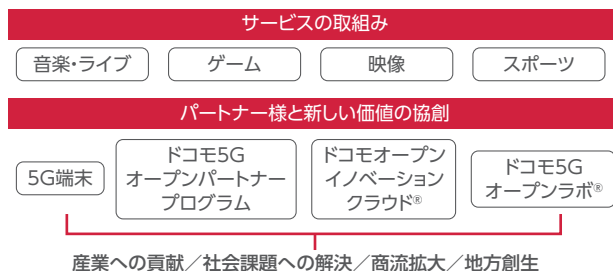 サービスの取組み
音楽・ライブ
ゲーム
映像
スポーツ
パートナー様と新しい価値の協創
5G端末
ドコモ5G
オープンパートナー
プログラム
ドコモオープン
イノベーション
クラウド®
ドコモ5G
オープンラボ®
産業への貢献／社会課題への解決／商流拡大／地方創生